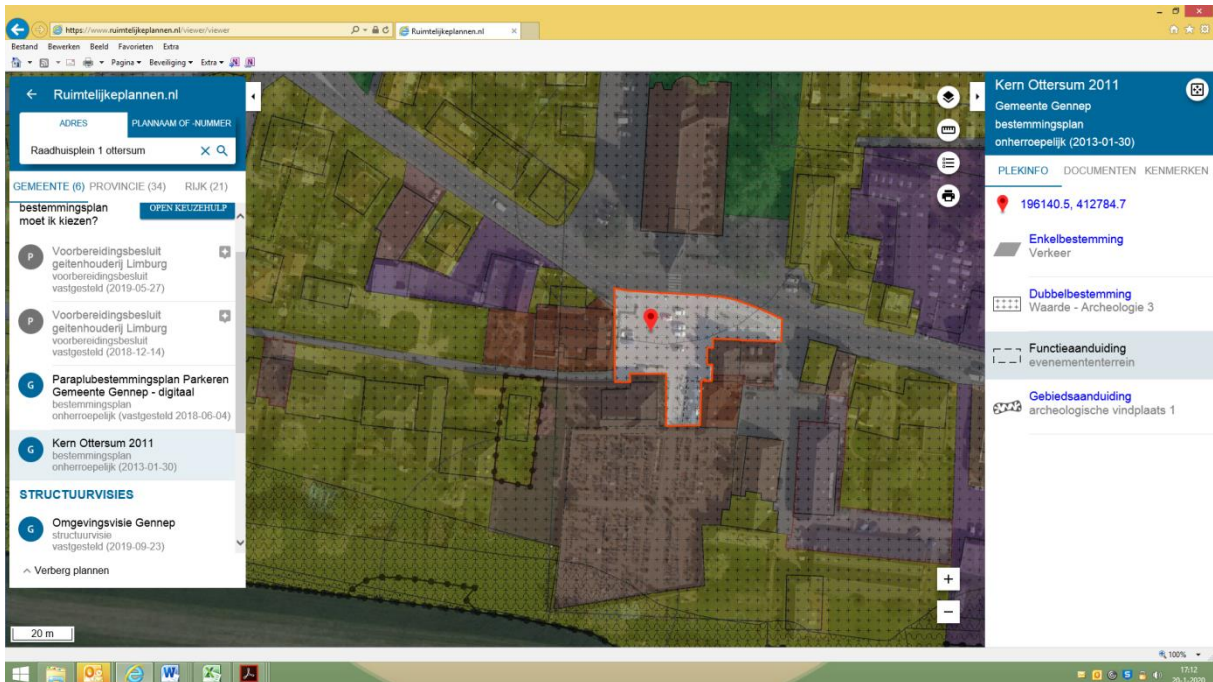 https://www.ruimtelijkeplannen.nl/viewer/viewer
Ruimtelijkeplannen.nl
Bestand Bewerken Beeld Favorieten Extra
Pagina Beveiliging Extra
Ruimtelijkeplannen.nl
ADRES PLANNAAM OF -NUMMER
Raadhuisplein 1 ottersum
GEMEENTE (6) PROVINCIE (34) RIJK (21)
bestemmingsplan
moet ik kiezen?
OPEN KEUZEHULP
P
Voorbereidingsbesluit
geitenhouderij Limburg
voorbereidingsbesluit
vastgesteld (2019-05-27)
P
Voorbereidingsbesluit
geitenhouderij Limburg
voorbereidingsbesluit
vastgesteld (2018-12-14)
G
Paraplubestemmingsplan Parkeren
Gemeente Gennep - digitaal
bestemmingsplan
onherroepelijk (vastgesteld 2018-06-04)
G
Kern Ottersum 2011
bestemmingsplan
onherroepelijk (2013-01-30)
STRUCTUURVISIES
G
Omgevingsvisie Gennep
structuurvisie
vastgesteld (2019-09-23)
Verberg plannen
20 m
Kern Ottersum 2011
Gemeente Gennep
bestemmingsplan
onherroepelijk (2013-01-30)
PLEKINFO DOCUMENTEN KENMERKEN
196140.5, 412784.7
Enkelbestemming
Verkeer
Dubbelbestemming
Waarde - Archeologie 3
Functieaanduiding
evenemententerrein
Gebiedsaanduiding
archeologische vindplaats 1
100%
17:12
20-1-2020